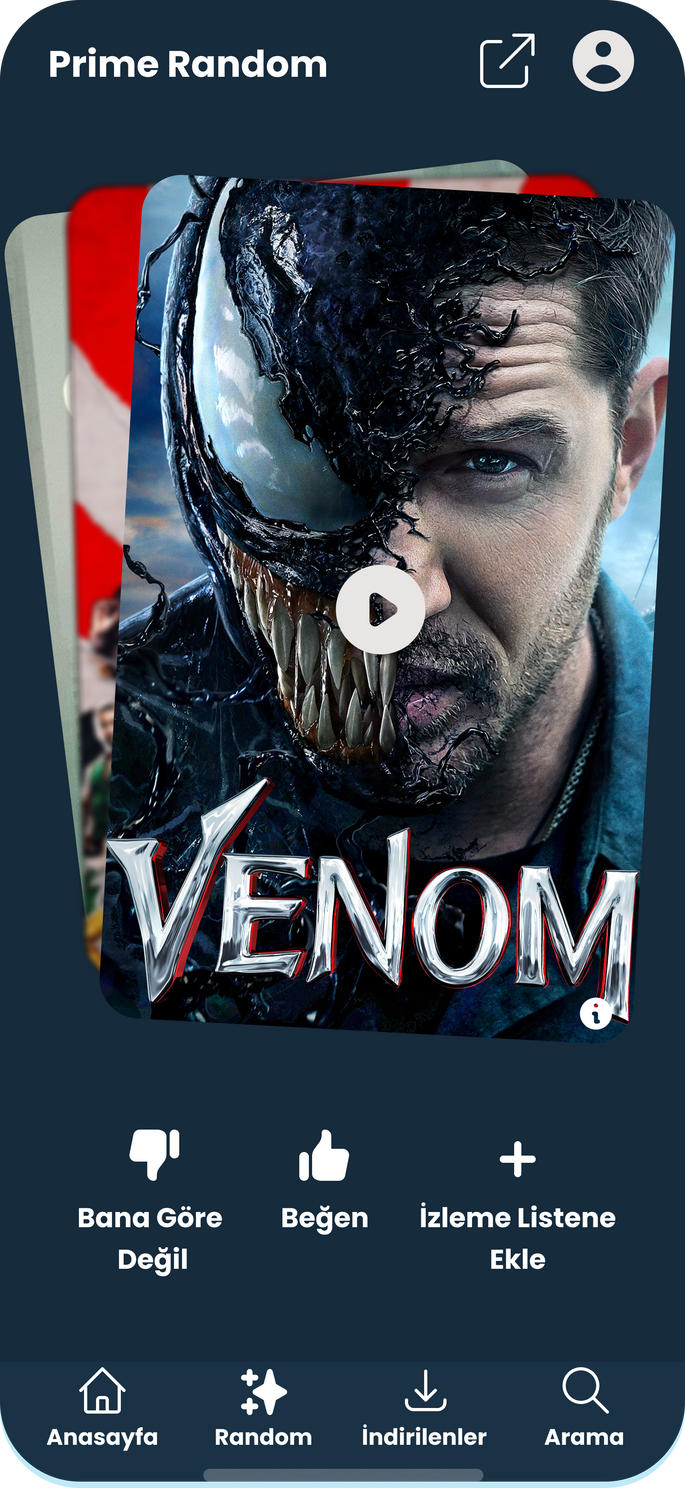 Prime Random
VENOM
Bana Göre
Değil
Beğen
İzleme Listene
Ekle
Anasayfa
Random
İndirilenler
Arama